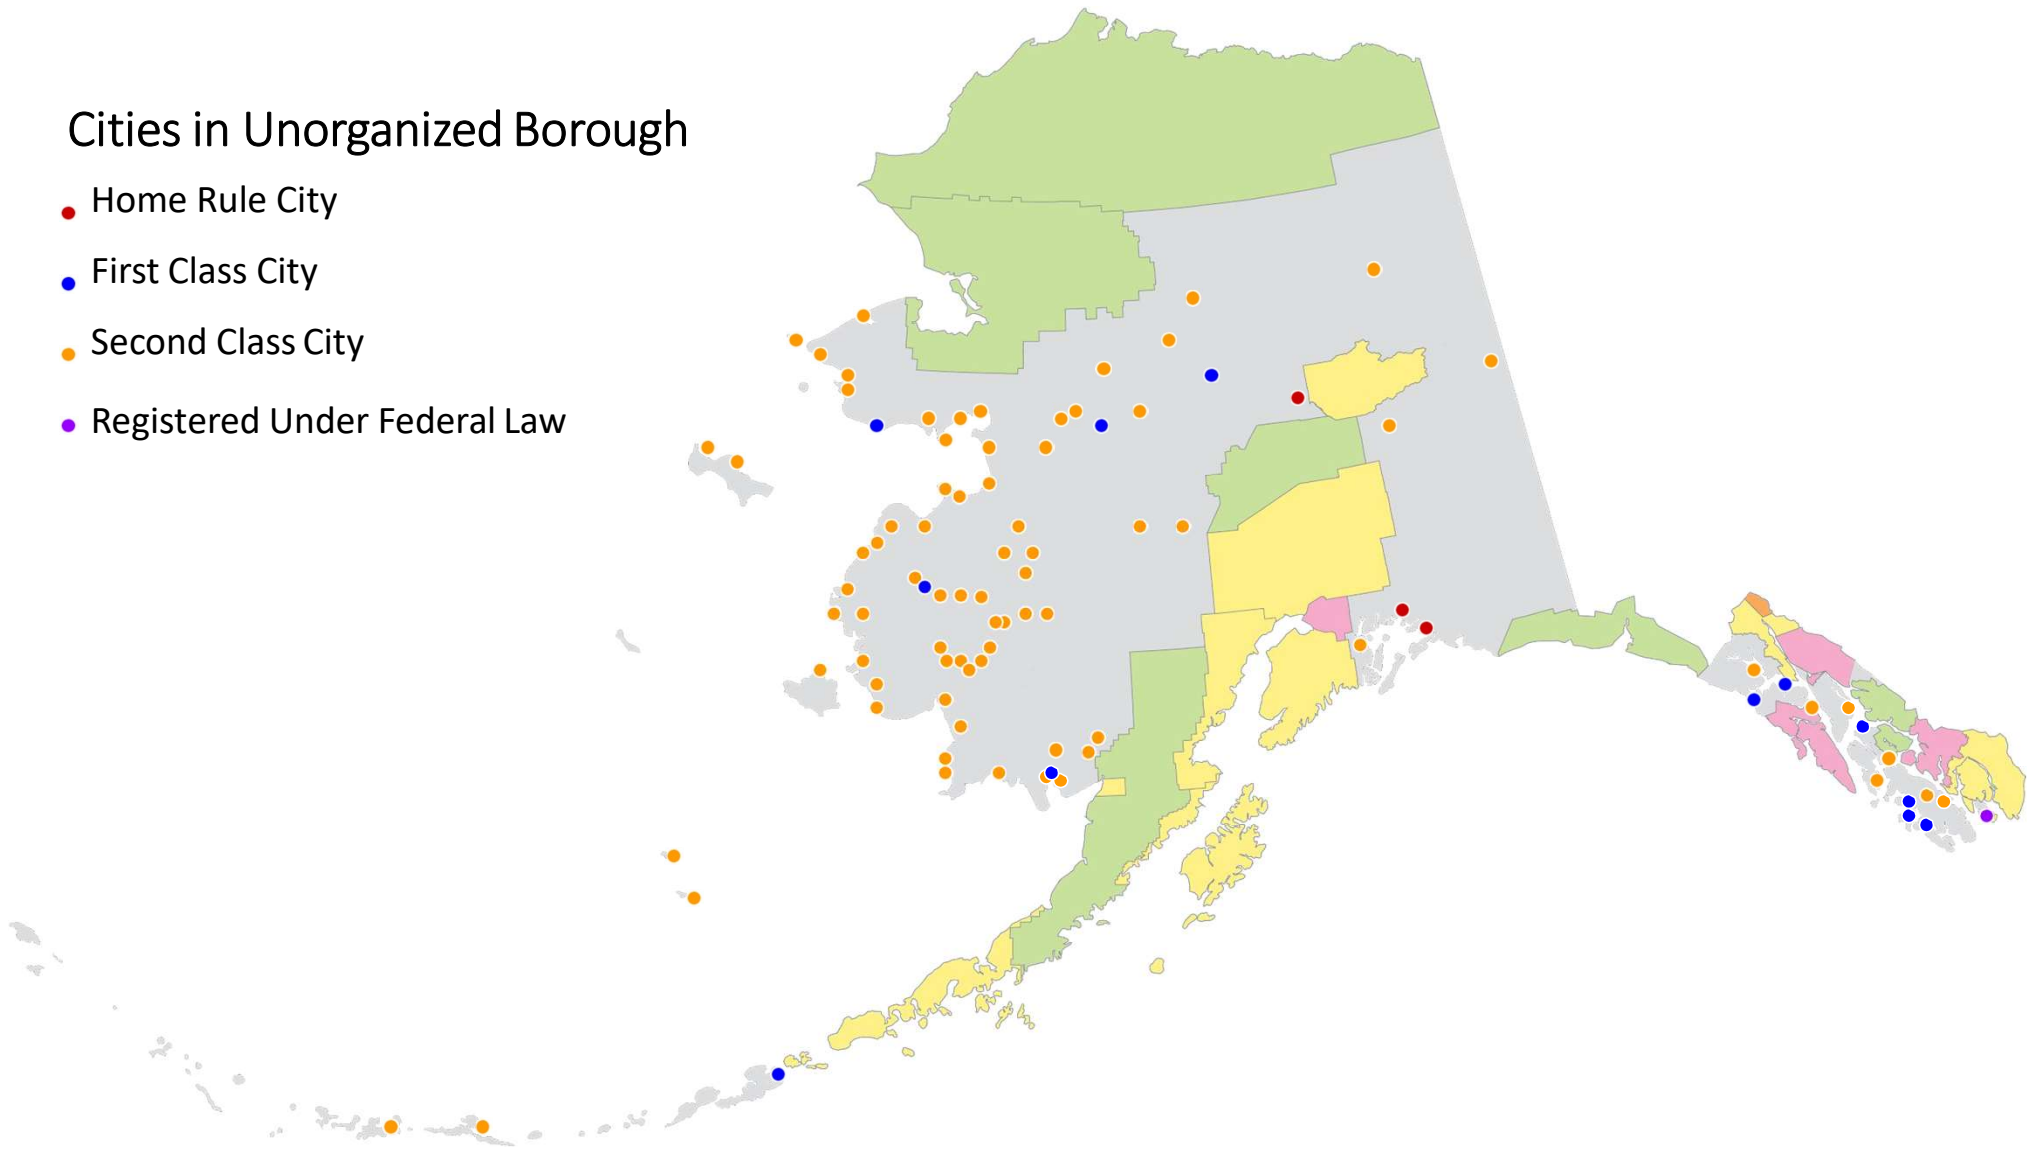 Cities in Unorganized Borough
Home Rule City
First Class City
Second Class City
Registered Under Federal Law